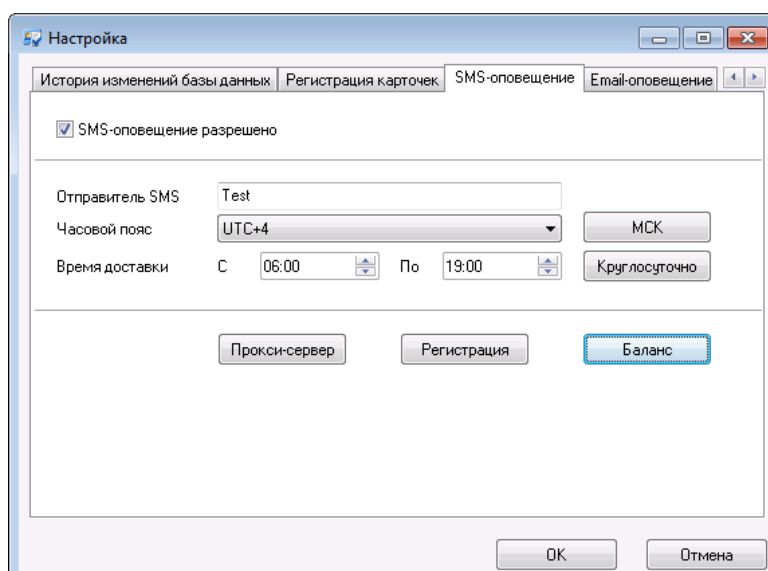 Настройка
История изменений базы данных Регистрация карточек SMS-оповещение Email-оповещение
SMS-оповещение разрешено
Отправитель SMS Test
Часовой пояс UTC+4 МСК
Время доставки С 06:00 По 19:00 Круглосуточно
Прокси-сервер Регистрация Баланс
OK Отмена